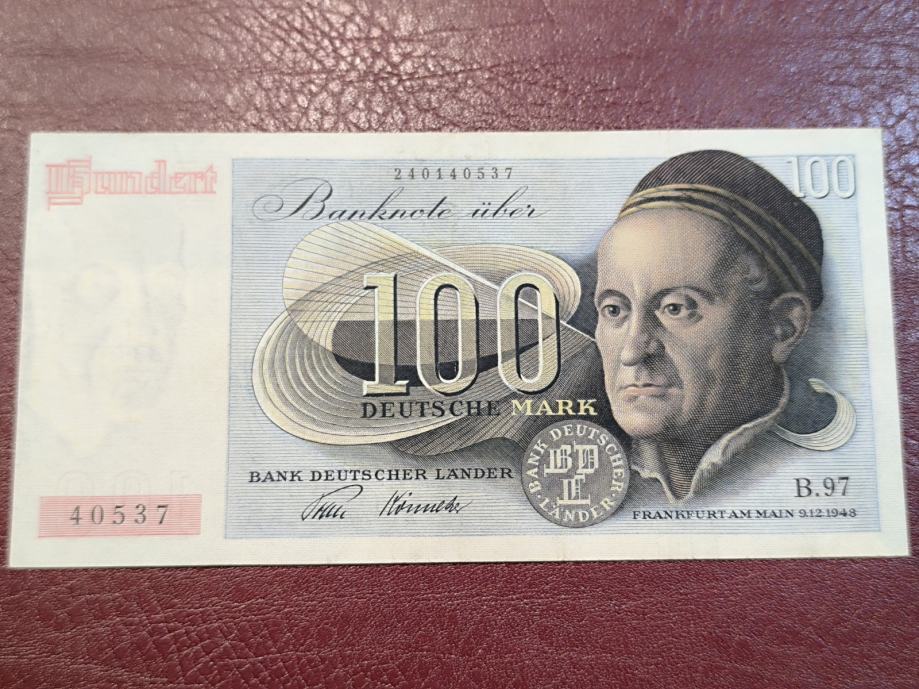 Hundert
240140537
100
Banknote über
100
DEUTSCHE MARK
BANK DEUTSCHER LÄNDER
BANK DEUTSCHER LÄNDER
BDL
B.97
40537
FRANKFURT AM MAIN 9.12.1948